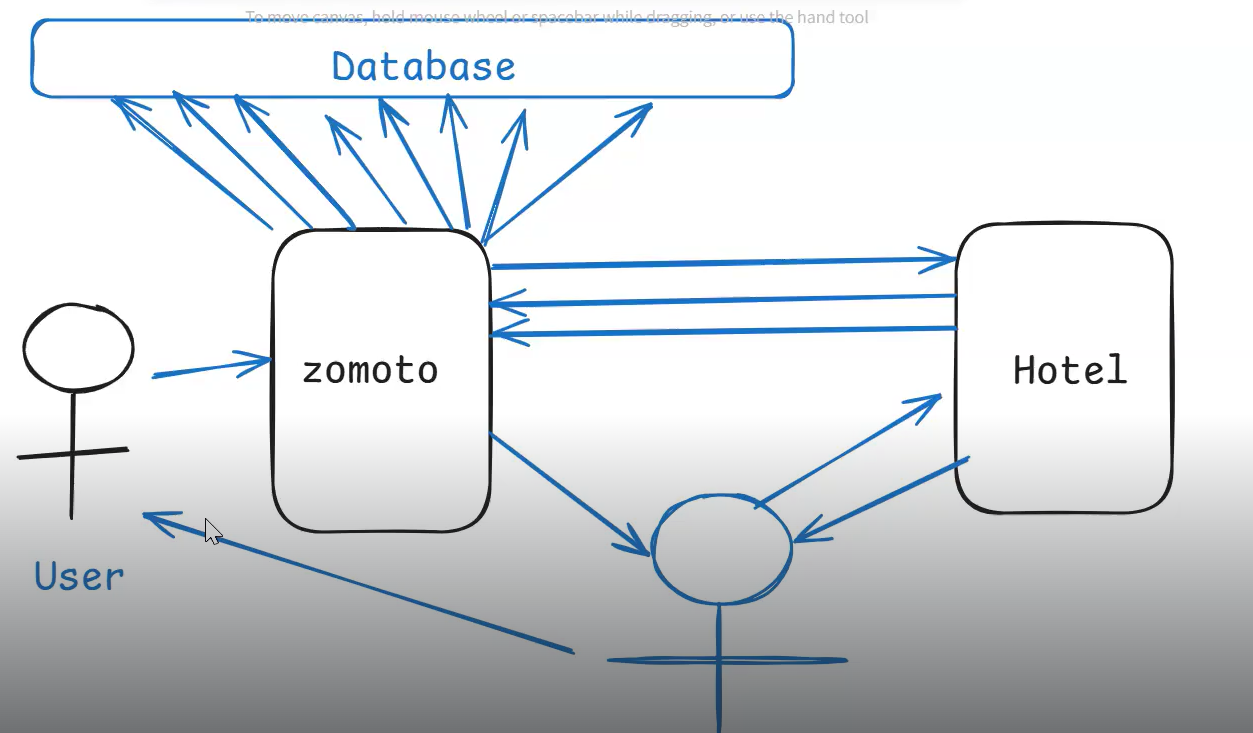 To move canvas, hold mouse wheel or spacebar while dragging, or use the hand tool
Database
zomoto
Hotel
User